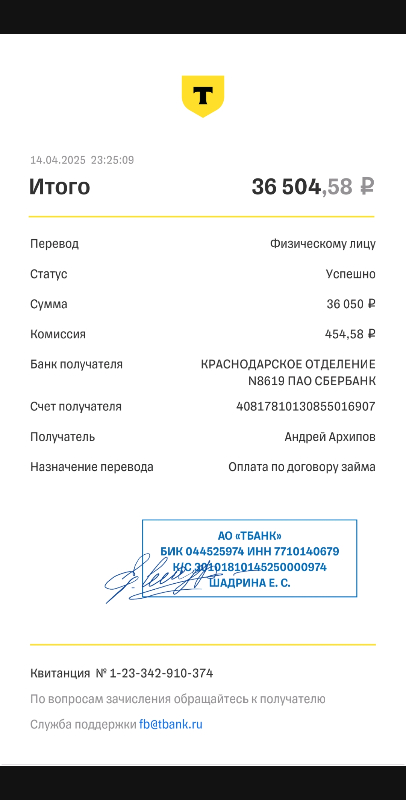 T
14.04.2025 23:25:09
Итого 36 504,58 ₽
Перевод Физическому лицу
Статус Успешно
Сумма 36 050 ₽
Комиссия 454,58 ₽
Банк получателя КРАСНОДАРСКОЕ ОТДЕЛЕНИЕ
N8619 ПАО СБЕРБАНК
Счет получателя 40817810130855016907
Получатель Андрей Архипов
Назначение перевода Оплата по договору займа
АО «ТБАНК»
БИК 044525974 ИНН 7710140679
К/С 30101810145250000974
ШАДРИНА Е. С.
Квитанция № 1-23-342-910-374
По вопросам зачисления обращайтесь к получателю
Служба поддержки fb@tbank.ru